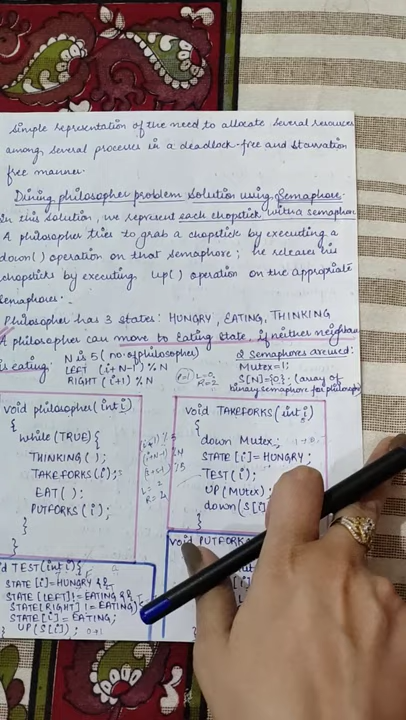 Simple representation of the need to allocate several resources
among several processes in a deadlock-free and starvation
free manner.
Dining philosopher problem solution using Semaphore.
In this solution, we represent each chopstick with a semaphore
A philosopher tries to grab a chopstick by executing a
down() operation on that semaphore; he releases his
chopsticks by executing up() operation on the appropriate
semaphores.
Philosopher has 3 states: HUNGRY, EATING, THINKING
A philosopher can move to Eating State, if neither neighbour
is eating:
N is 5 (no. of philosopher)
LEFT (i+N-1)%N
RIGHT (i+1)%N
L=0,
R=2
2 Semaphores are used:
Mutex=1;
S[N]={0}; (array of
binary semaphore for philosopher)
void philosopher(int i)
{
while(TRUE){
THINKING();
TAKEFORKS(i);
EAT();
PUTFORKS(i);
}
}
void TAKEFORKS(int i)
{
down Mutex;
STATE[i]=HUNGRY;
TEST(i);
UP(Mutex);
down(S[i]
}
TEST(int i){
STATE[i]=HUNGRY &&
STATE[LEFT]!=EATING &&
STATE[RIGHT]!=EATING)
STATE[i]=EATING;
UP(S[i]);
}
void PUTFORKS